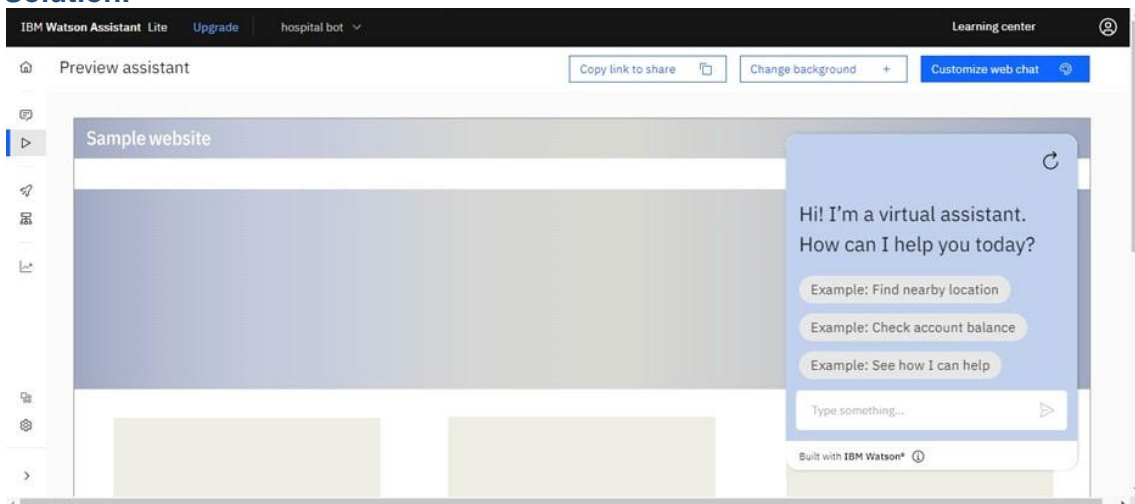 Solution:
IBM Watson Assistant Lite Upgrade hospital bot Learning center
Preview assistant Copy link to share Change background + Customize web chat
Sample website
Hi! I'm a virtual assistant.
How can I help you today?
Example: Find nearby location
Example: Check account balance
Example: See how I can help
Type something...
Built with IBM Watson®